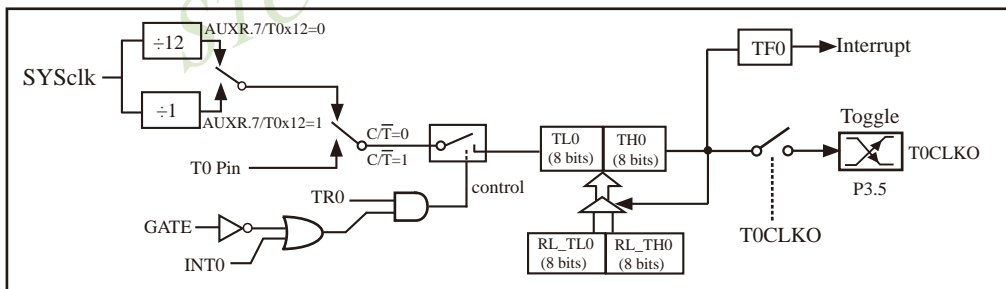 STC
÷12
AUXR.7/T0x12=0
SYSclk
÷1
AUXR.7/T0x12=1
T0 Pin
C/T̅=0
C/T̅=1
control
TR0
GATE
INT0
TL0
(8 bits)
TH0
(8 bits)
RL_TL0
(8 bits)
RL_TH0
(8 bits)
TF0
Interrupt
Toggle
T0CLKO
P3.5
T0CLKO